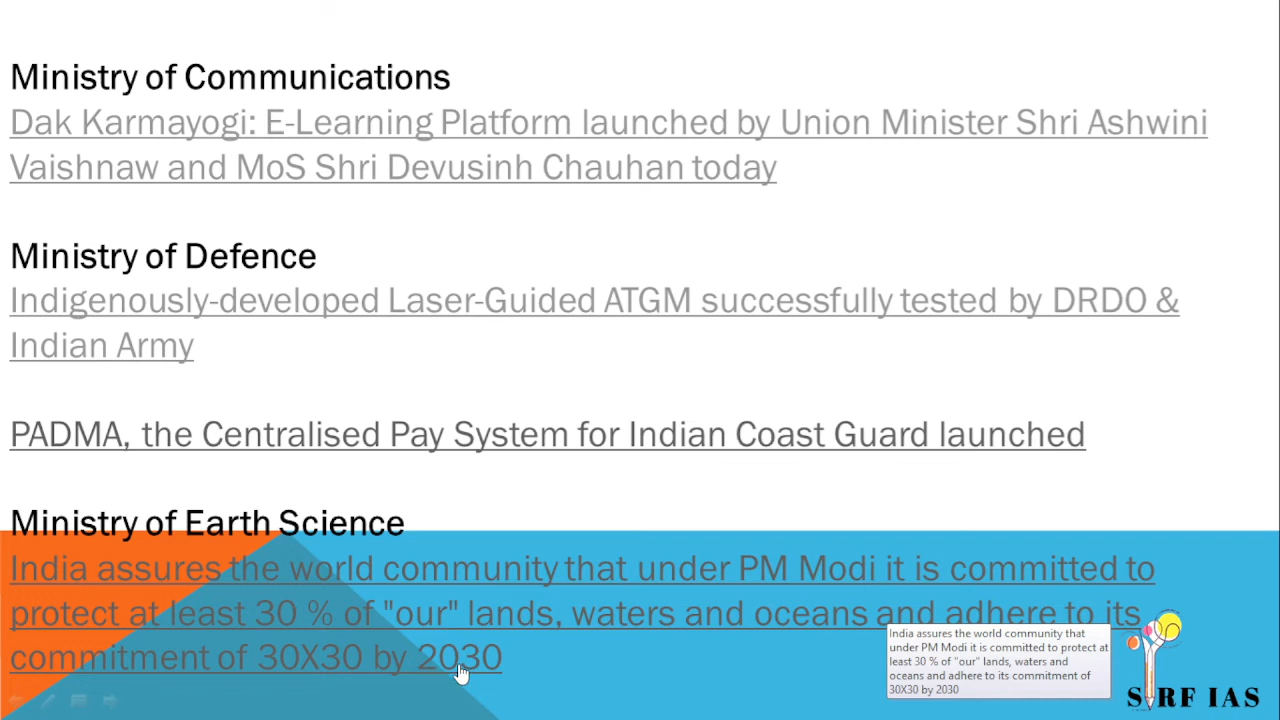 Ministry of Communications
Dak Karmayogi: E-Learning Platform launched by Union Minister Shri Ashwini
Vaishnaw and MoS Shri Devusinh Chauhan today
Ministry of Defence
Indigenously-developed Laser-Guided ATGM successfully tested by DRDO &
Indian Army
PADMA, the Centralised Pay System for Indian Coast Guard launched
Ministry of Earth Science
India assures the world community that under PM Modi it is committed to
protect at least 30 % of "our" lands, waters and oceans and adhere to its
commitment of 30X30 by 2030
India assures the world community that
under PM Modi it is committed to protect at
least 30 % of "our" lands, waters and
oceans and adhere to its commitment of
30X30 by 2030
SIRF IAS